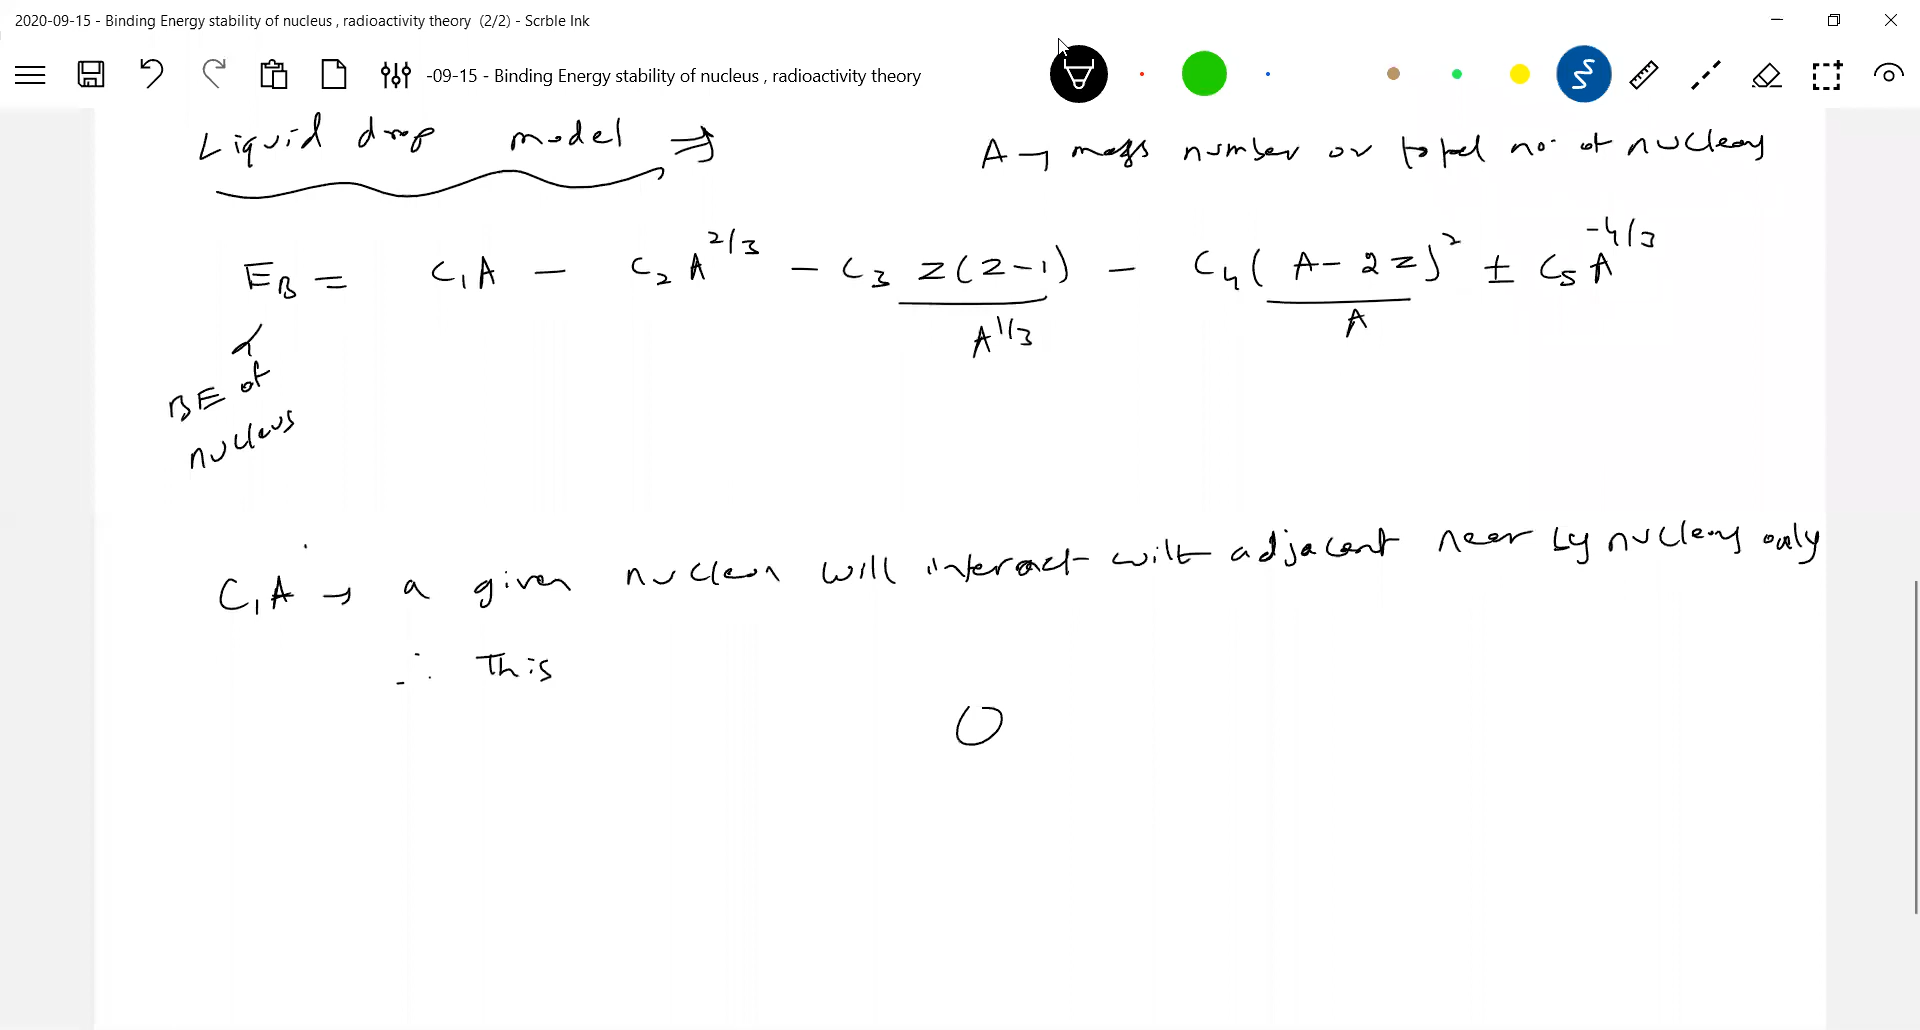 2020-09-15 - Binding Energy stability of nucleus , radioactivity theory (2/2) - Scrble Ink
-09-15 - Binding Energy stability of nucleus , radioactivity theory
Liquid drop model ⇒
A → mass number or total no. of nucleons
E_B = C₁A - C₂A^{2/3} - C₃ Z(Z-1)/A^{1/3} - C₄(A-2Z)²/A ± C₅A^{-4/3}
BE of
nucleus
C₁A → a given nucleon will interact with adjacent near by nucleons only
∴ This